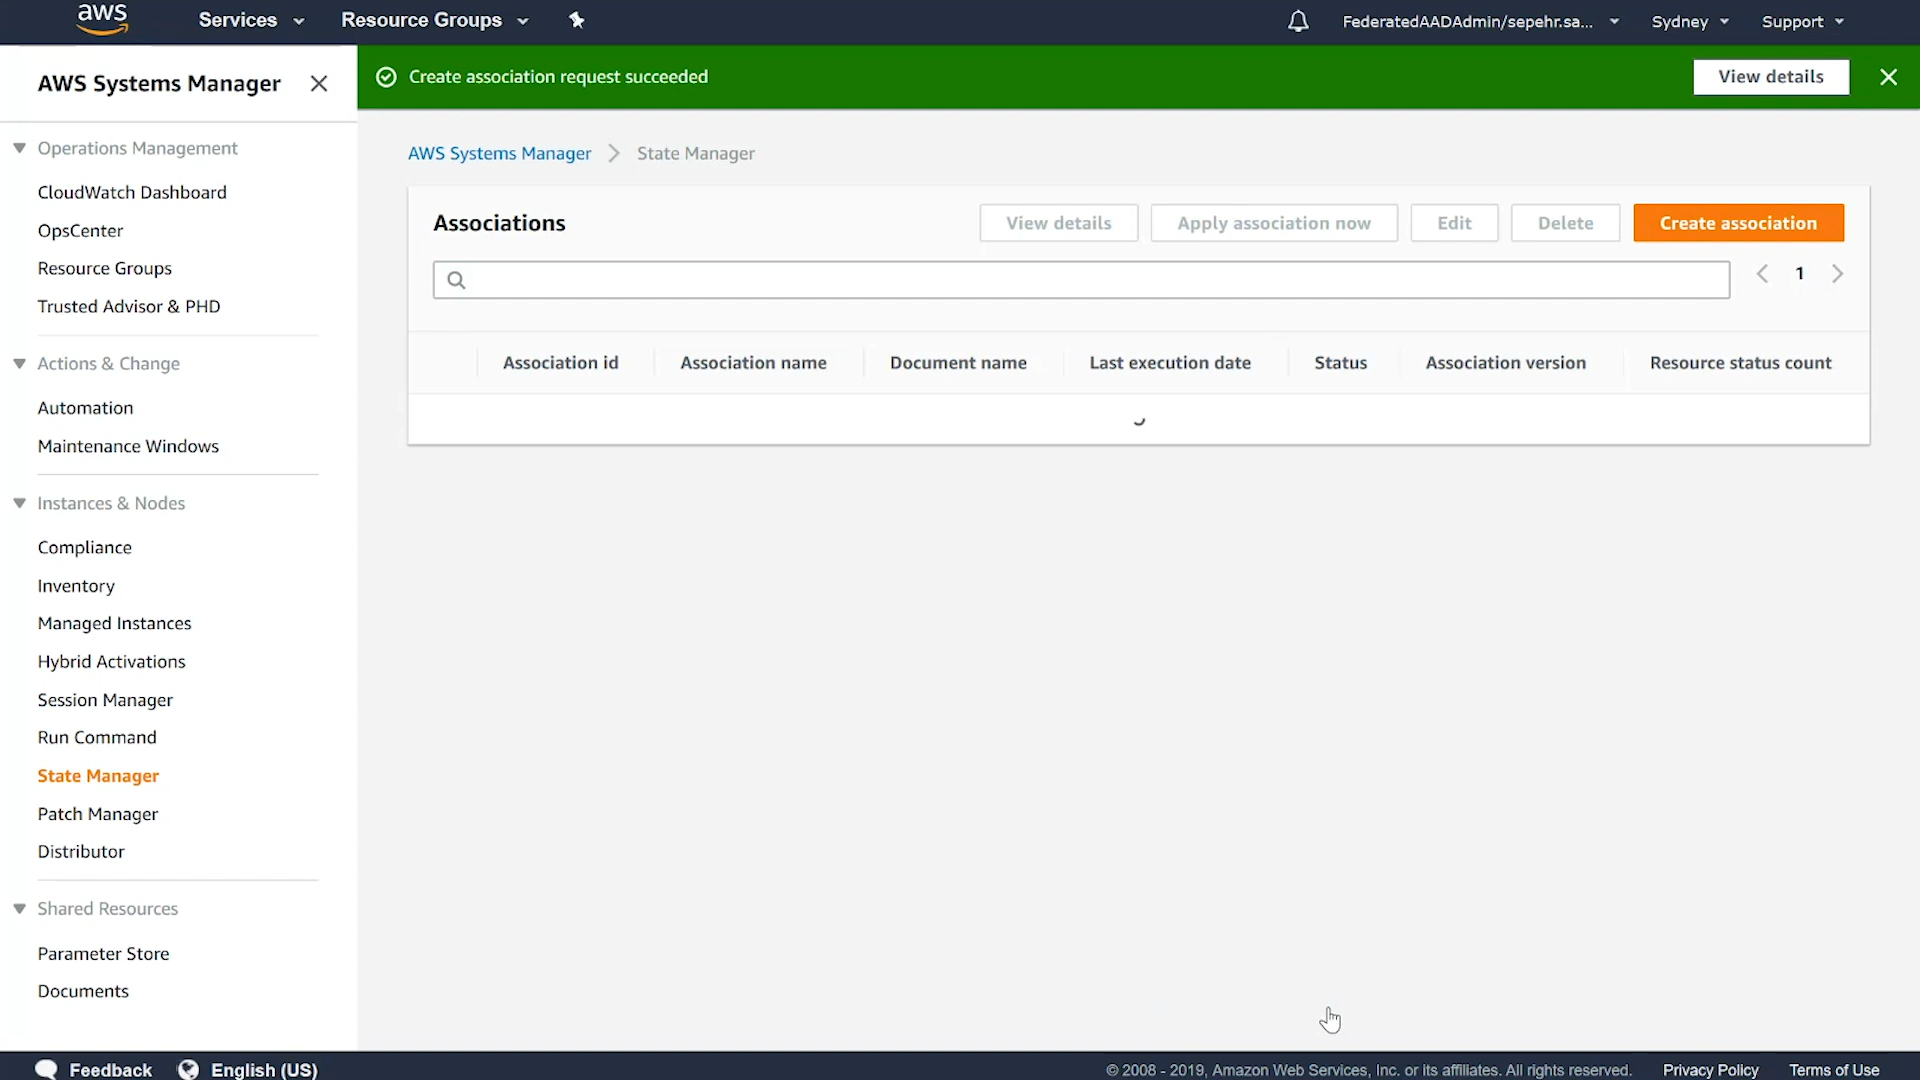 aws
Services
Resource Groups
FederatedAADAdmin/sepehr.sa...
Sydney
Support
AWS Systems Manager
Create association request succeeded
View details
Operations Management
CloudWatch Dashboard
OpsCenter
Resource Groups
Trusted Advisor & PHD
Actions & Change
Automation
Maintenance Windows
Instances & Nodes
Compliance
Inventory
Managed Instances
Hybrid Activations
Session Manager
Run Command
State Manager
Patch Manager
Distributor
Shared Resources
Parameter Store
Documents
AWS Systems Manager > State Manager
Associations
View details
Apply association now
Edit
Delete
Create association
1
Association id
Association name
Document name
Last execution date
Status
Association version
Resource status count
Feedback
English (US)
© 2008 - 2019, Amazon Web Services, Inc. or its affiliates. All rights reserved.
Privacy Policy
Terms of Use